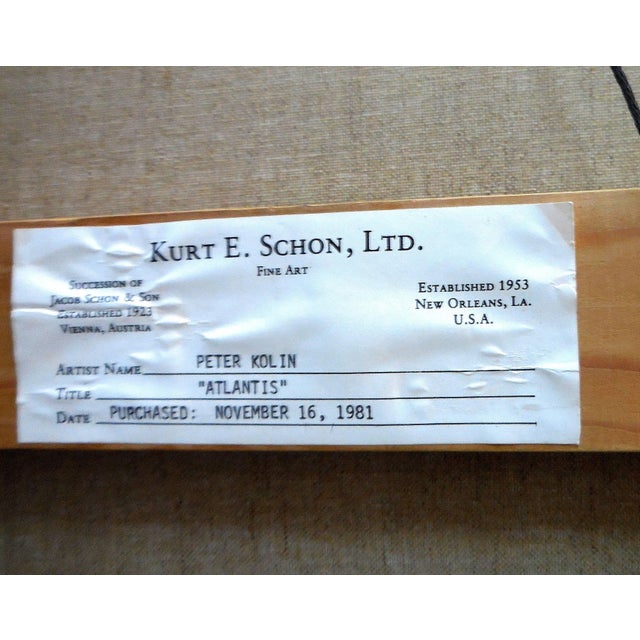 KURT E. SCHON, LTD.
FINE ART
SUCCESSION OF
JACOB SCHON & SON
ESTABLISHED 1923
VIENNA, AUSTRIA
ESTABLISHED 1953
NEW ORLEANS, LA.
U.S.A.
ARTIST NAME PETER KOLIN
TITLE "ATLANTIS"
DATE PURCHASED: NOVEMBER 16, 1981